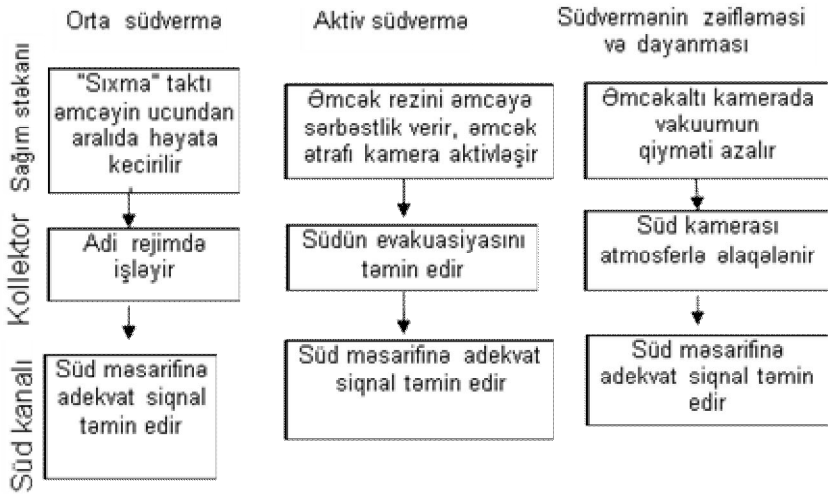 Orta südvermə
Aktiv südvermə
Südvermənin zəifləməsi
və dayanması
Sağım stəkanı
"Sıxma" taktı
əmcəyin ucundan
aralıda həyata
kecirilir
Əmcək rezini əmcəyə
sərbəstlik verir, əmcək
ətrafı kamera aktivləşir
Əmcəkaltı kamerada
vakuumun
qiyməti azalır
Kollektor
Adi rejimdə
işləyir
Südün evakuasiyasını
təmin edir
Süd kamerası
atmosferlə əlaqələnir
Süd kanalı
Süd məsarifinə
adekvat siqnal
təmin edir
Süd məsarifinə adekvat
siqnal təmin edir
Süd məsarifinə
adekvat siqnal təmin
edir